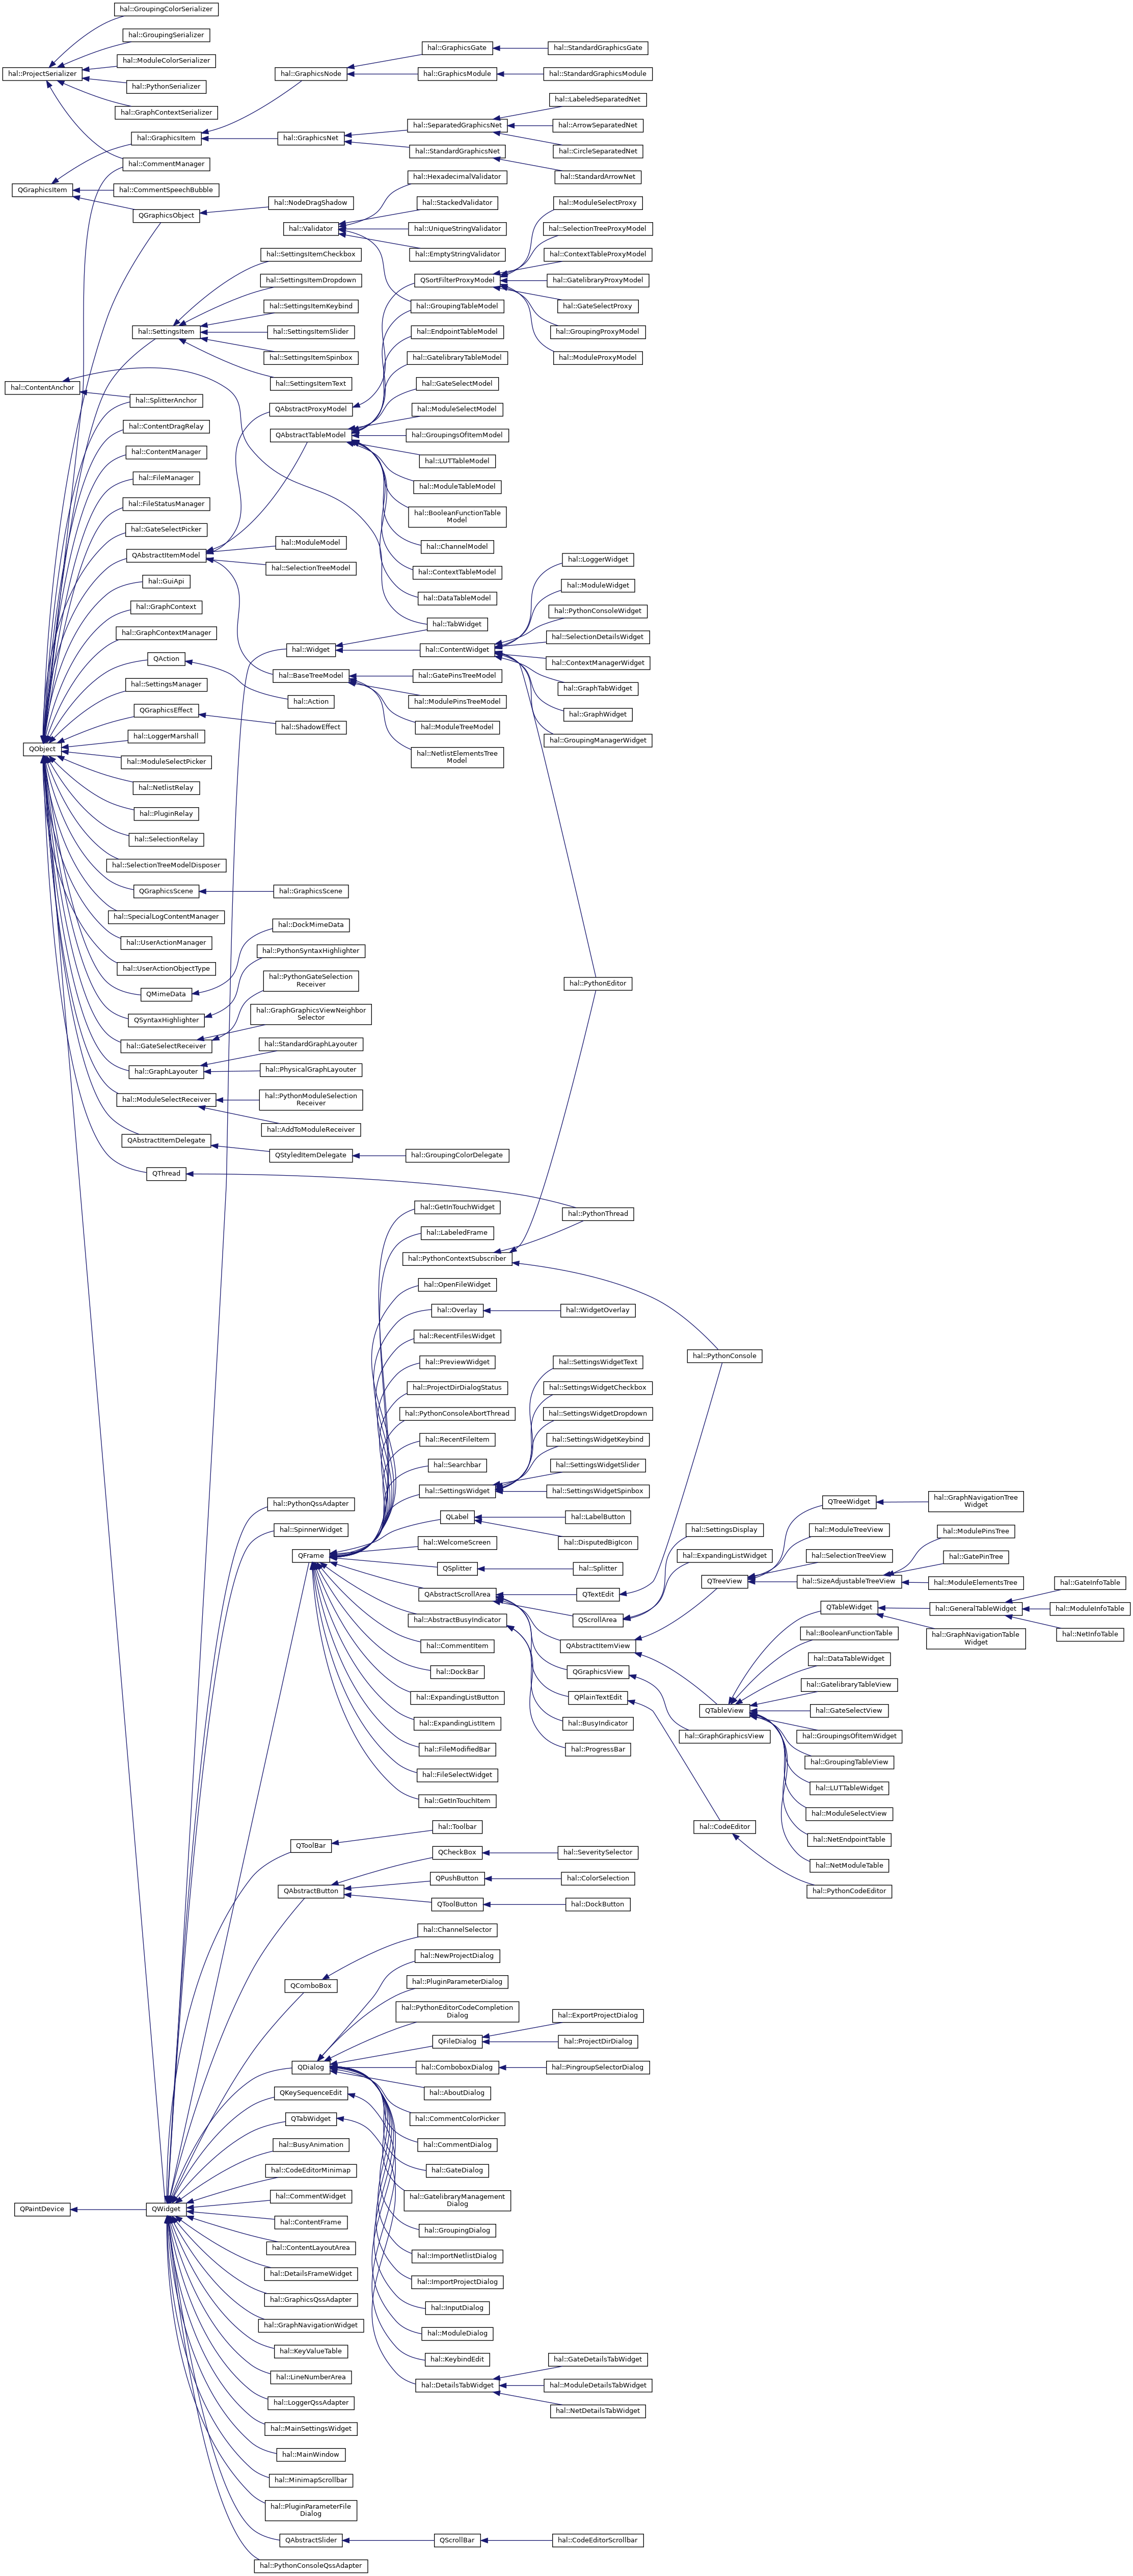 hal::GroupingColorSerializer
hal::GroupingSerializer
hal::ModuleColorSerializer
hal::ProjectSerializer
hal::PythonSerializer
hal::GraphContextSerializer
hal::GraphicsItem
hal::CommentManager
QGraphicsItem
hal::CommentSpeechBubble
QGraphicsObject
hal::GraphicsGate
hal::StandardGraphicsGate
hal::GraphicsNode
hal::GraphicsModule
hal::StandardGraphicsModule
hal::LabeledSeparatedNet
hal::SeparatedGraphicsNet
hal::ArrowSeparatedNet
hal::GraphicsNet
hal::StandardGraphicsNet
hal::CircleSeparatedNet
hal::StandardArrowNet
hal::HexadecimalValidator
hal::NodeDragShadow
hal::StackedValidator
hal::Validator
hal::UniqueStringValidator
hal::EmptyStringValidator
hal::ModuleSelectProxy
hal::SelectionTreeProxyModel
hal::ContextTableProxyModel
QSortFilterProxyModel
hal::GatelibraryProxyModel
hal::GateSelectProxy
hal::GroupingProxyModel
hal::ModuleProxyModel
hal::SettingsItemCheckbox
hal::SettingsItemDropdown
hal::SettingsItemKeybind
hal::SettingsItem
hal::SettingsItemSlider
hal::SettingsItemSpinbox
hal::SettingsItemText
hal::GroupingTableModel
hal::EndpointTableModel
hal::GatelibraryTableModel
hal::GateSelectModel
hal::ContentAnchor
hal::SplitterAnchor
QAbstractProxyModel
hal::ModuleSelectModel
hal::ContentDragRelay
QAbstractTableModel
hal::GroupingsOfItemModel
hal::ContentManager
hal::LUTTableModel
hal::FileManager
hal::ModuleTableModel
hal::FileStatusManager
hal::BooleanFunctionTable
Model
hal::GateSelectPicker
hal::ModuleModel
hal::ChannelModel
QAbstractItemModel
hal::SelectionTreeModel
hal::ContextTableModel
hal::GuiApi
hal::DataTableModel
hal::GraphContext
hal::TabWidget
hal::GraphContextManager
hal::Widget
hal::ContentWidget
hal::LoggerWidget
hal::ModuleWidget
hal::PythonConsoleWidget
hal::SelectionDetailsWidget
hal::ContextManagerWidget
hal::GraphTabWidget
hal::GraphWidget
hal::GroupingManagerWidget
QAction
hal::BaseTreeModel
hal::GatePinsTreeModel
hal::SettingsManager
hal::Action
hal::ModulePinsTreeModel
QGraphicsEffect
hal::ShadowEffect
hal::ModuleTreeModel
hal::LoggerMarshall
hal::NetlistElementsTree
Model
QObject
hal::ModuleSelectPicker
hal::NetlistRelay
hal::PluginRelay
hal::SelectionRelay
hal::SelectionTreeModelDisposer
QGraphicsScene
hal::GraphicsScene
hal::SpecialLogContentManager
hal::DockMimeData
hal::UserActionManager
hal::PythonSyntaxHighlighter
hal::UserActionObjectType
hal::PythonGateSelection
Receiver
hal::PythonEditor
QMimeData
hal::GraphGraphicsViewNeighbor
Selector
QSyntaxHighlighter
hal::GateSelectReceiver
hal::StandardGraphLayouter
hal::GraphLayouter
hal::PhysicalGraphLayouter
hal::ModuleSelectReceiver
hal::PythonModuleSelection
Receiver
hal::AddToModuleReceiver
QAbstractItemDelegate
QStyledItemDelegate
hal::GroupingColorDelegate
QThread
hal::GetInTouchWidget
hal::PythonThread
hal::LabeledFrame
hal::PythonContextSubscriber
hal::OpenFileWidget
hal::Overlay
hal::WidgetOverlay
hal::RecentFilesWidget
hal::PythonConsole
hal::PreviewWidget
hal::SettingsWidgetText
hal::ProjectDirDialogStatus
hal::SettingsWidgetCheckbox
hal::PythonConsoleAbortThread
hal::SettingsWidgetDropdown
hal::RecentFileItem
hal::SettingsWidgetKeybind
hal::Searchbar
hal::SettingsWidgetSlider
hal::SettingsWidget
hal::SettingsWidgetSpinbox
hal::PythonQssAdapter
QLabel
hal::LabelButton
hal::SpinnerWidget
hal::WelcomeScreen
hal::DisputedBigIcon
QFrame
QSplitter
hal::Splitter
QAbstractScrollArea
QTextEdit
hal::AbstractBusyIndicator
QScrollArea
hal::CommentItem
QAbstractItemView
hal::DockBar
QGraphicsView
hal::ExpandingListButton
QPlainTextEdit
hal::ExpandingListItem
hal::BusyIndicator
hal::FileModifiedBar
hal::ProgressBar
hal::FileSelectWidget
hal::GetInTouchItem
hal::SettingsDisplay
hal::ExpandingListWidget
QTreeView
QTreeWidget
hal::GraphNavigationTree
Widget
hal::ModuleTreeView
hal::ModulePinsTree
hal::SelectionTreeView
hal::GatePinTree
hal::SizeAdjustableTreeView
hal::ModuleElementsTree
QTableWidget
hal::GeneralTableWidget
hal::GateInfoTable
hal::ModuleInfoTable
hal::NetInfoTable
hal::GraphNavigationTable
Widget
hal::BooleanFunctionTable
hal::DataTableWidget
hal::GatelibraryTableView
QTableView
hal::GateSelectView
hal::GraphGraphicsView
hal::GroupingsOfItemWidget
hal::GroupingTableView
hal::LUTTableWidget
hal::ModuleSelectView
hal::NetEndpointTable
hal::NetModuleTable
hal::CodeEditor
hal::PythonCodeEditor
QToolBar
hal::Toolbar
QCheckBox
hal::SeveritySelector
QAbstractButton
QPushButton
hal::ColorSelection
QToolButton
hal::DockButton
hal::ChannelSelector
QComboBox
hal::NewProjectDialog
hal::PluginParameterDialog
hal::PythonEditorCodeCompletion
Dialog
hal::ExportProjectDialog
QFileDialog
hal::ProjectDirDialog
QDialog
hal::ComboboxDialog
hal::PingroupSelectorDialog
QKeySequenceEdit
hal::AboutDialog
QTabWidget
hal::CommentColorPicker
hal::BusyAnimation
hal::CommentDialog
hal::CodeEditorMinimap
hal::GateDialog
hal::CommentWidget
hal::GatelibraryManagement
Dialog
QPaintDevice
QWidget
hal::ContentFrame
hal::GroupingDialog
hal::ContentLayoutArea
hal::ImportNetlistDialog
hal::DetailsFrameWidget
hal::ImportProjectDialog
hal::GraphicsQssAdapter
hal::InputDialog
hal::GraphNavigationWidget
hal::ModuleDialog
hal::KeyValueTable
hal::KeybindEdit
hal::GateDetailsTabWidget
hal::LineNumberArea
hal::DetailsTabWidget
hal::ModuleDetailsTabWidget
hal::LoggerQssAdapter
hal::NetDetailsTabWidget
hal::MainSettingsWidget
hal::MainWindow
hal::MinimapScrollbar
hal::PluginParameterFile
Dialog
QAbstractSlider
QScrollBar
hal::CodeEditorScrollbar
hal::PythonConsoleQssAdapter